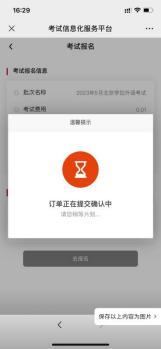 16:29
考试信息化服务平台
考试报名
考试报名信息
批次名称 2023年5月北京学位外语考试
考试费用 0.01
温馨提示
订单正在提交确认中
请您稍等片刻...
去报名
保存以上内容为图片 >